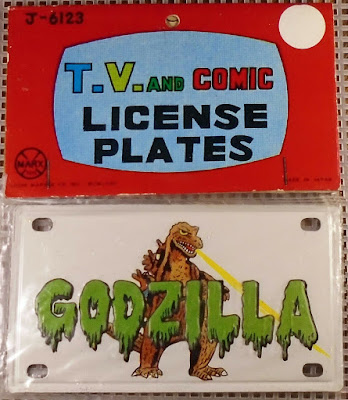 J-6123
T.V. AND COMIC
LICENSE
PLATES
MARX
MADE IN JAPAN
GODZILLA